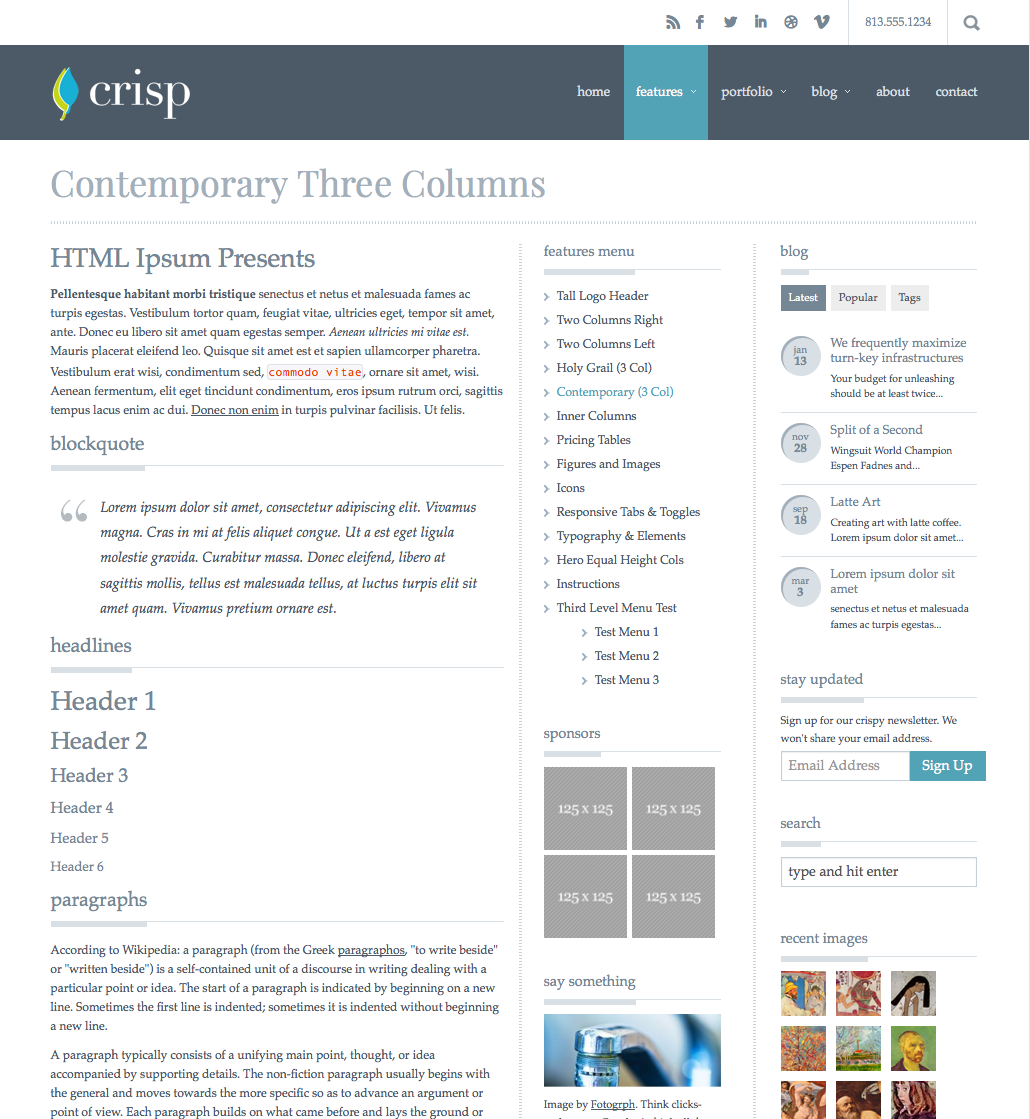 813.555.1234
crisp
home
features
portfolio
blog
about
contact
Contemporary Three Columns
HTML Ipsum Presents
Pellentesque habitant morbi tristique senectus et netus et malesuada fames ac
turpis egestas. Vestibulum tortor quam, feugiat vitae, ultricies eget, tempor sit amet,
ante. Donec eu libero sit amet quam egestas semper. Aenean ultricies mi vitae est.
Mauris placerat eleifend leo. Quisque sit amet est et sapien ullamcorper pharetra.
Vestibulum erat wisi, condimentum sed, commodo vitae, ornare sit amet, wisi.
Aenean fermentum, elit eget tincidunt condimentum, eros ipsum rutrum orci, sagittis
tempus lacus enim ac dui. Donec non enim in turpis pulvinar facilisis. Ut felis.
blockquote
Lorem ipsum dolor sit amet, consectetur adipiscing elit. Vivamus
magna. Cras in mi at felis aliquet congue. Ut a est eget ligula
molestie gravida. Curabitur massa. Donec eleifend, libero at
sagittis mollis, tellus est malesuada tellus, at luctus turpis elit sit
amet quam. Vivamus pretium ornare est.
headlines
Header 1
Header 2
Header 3
Header 4
Header 5
Header 6
paragraphs
According to Wikipedia: a paragraph (from the Greek paragraphos, "to write beside"
or "written beside") is a self-contained unit of a discourse in writing dealing with a
particular point or idea. The start of a paragraph is indicated by beginning on a new
line. Sometimes the first line is indented; sometimes it is indented without beginning
a new line.
A paragraph typically consists of a unifying main point, thought, or idea
accompanied by supporting details. The non-fiction paragraph usually begins with
the general and moves towards the more specific so as to advance an argument or
point of view. Each paragraph builds on what came before and lays the ground or
features menu
Tall Logo Header
Two Columns Right
Two Columns Left
Holy Grail (3 Col)
Contemporary (3 Col)
Inner Columns
Pricing Tables
Figures and Images
Icons
Responsive Tabs & Toggles
Typography & Elements
Hero Equal Height Cols
Instructions
Third Level Menu Test
Test Menu 1
Test Menu 2
Test Menu 3
sponsors
125 x 125
125 x 125
125 x 125
125 x 125
say something
Image by Fotogrph. Think clicks-
blog
Latest
Popular
Tags
jan
13
We frequently maximize
turn-key infrastructures
Your budget for unleashing
should be at least twice...
nov
28
Split of a Second
Wingsuit World Champion
Espen Fadnes and...
sep
18
Latte Art
Creating art with latte coffee.
Lorem ipsum dolor sit amet...
mar
3
Lorem ipsum dolor sit
amet
senectus et netus et malesuada
fames ac turpis egestas...
stay updated
Sign up for our crispy newsletter. We
won't share your email address.
Email Address
Sign Up
search
type and hit enter
recent images